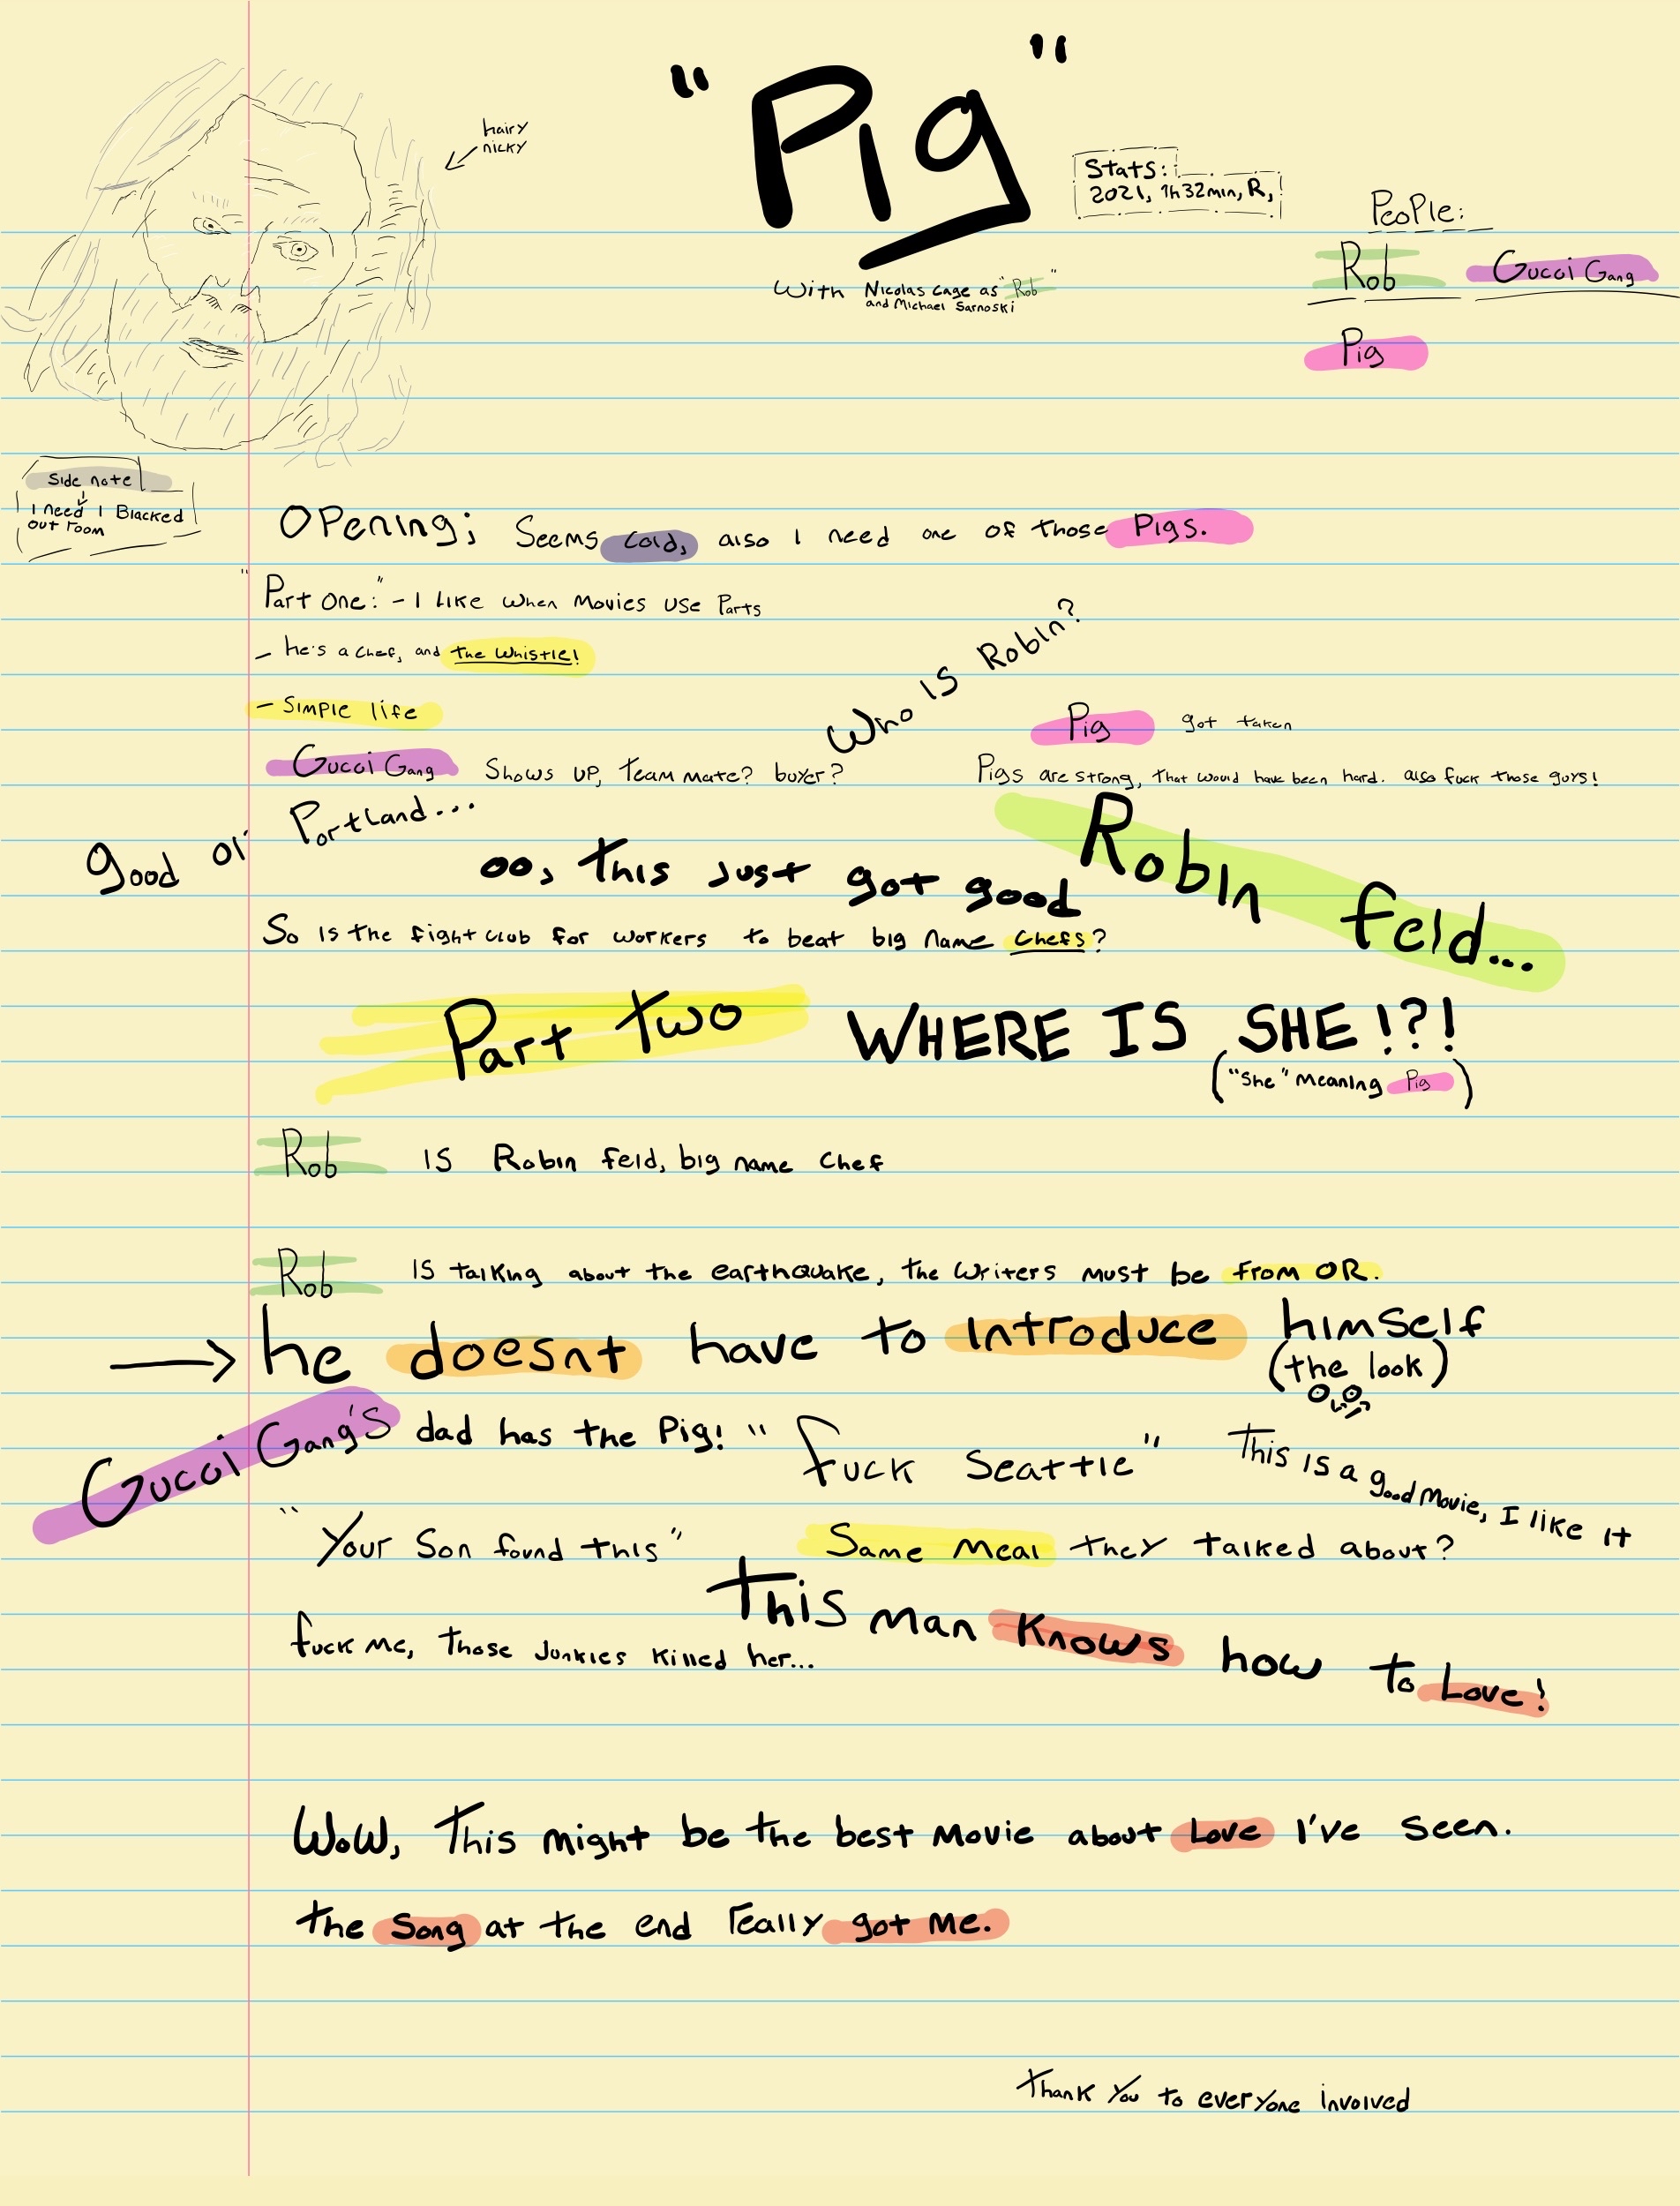 "Pig"
hairy
nicky
Stats:
2021, 1h32min, R,
People:
Rob Gucci Gang
Pig
With Nicolas Cage as "Rob"
and Michael Sarnoski
Side note
I need 1 Blacked
out room
Opening; Seems cold, also I need one of those Pigs.
"Part one:" - I like when movies use Parts
- he's a chef, and the whistle!
- Simple life
Who is Robin?
Pig got taken
Gucci Gang Shows up, team mate? buyer?
Pigs are strong, that would have been hard. also fuck those guys!
good ol' Portland...
oo, this just got good
Robin feld...
So is the fight club for workers to beat big name chefs?
Part two WHERE IS SHE!?!
("She" meaning Pig)
Rob is Robin feld, big name chef
Rob is talking about the earthquake, the writers must be from OR.
→ he doesnt have to introduce himself
(the look)
Gucci Gang's dad has the Pig! "fuck Seattle" This is a good movie, I like it
"Your Son found this" Same meal they talked about?
This man knows how to Love!
fuck me, those junkies killed her...
Wow, This might be the best movie about Love I've seen.
the song at the end really got me.
Thank you to everyone involved